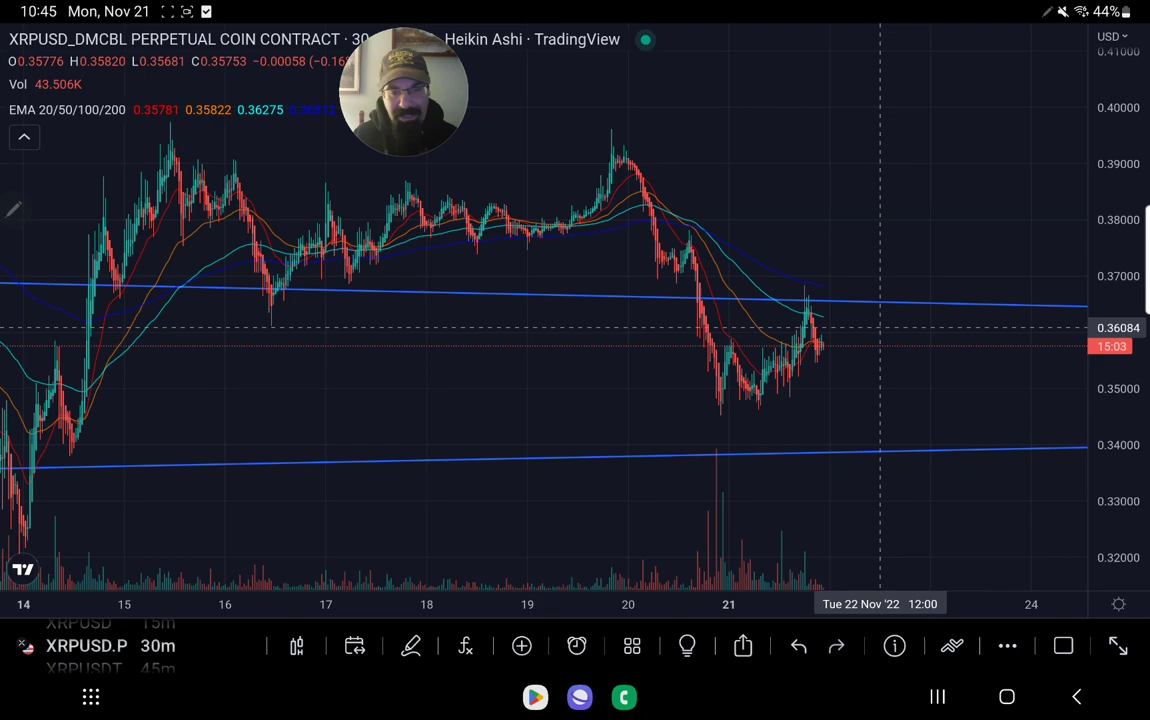 10:45 Mon, Nov 21 44%
XRPUSD_DMCBL PERPETUAL COIN CONTRACT · 30 Heikin Ashi · TradingView USD
O0.35776 H0.35820 L0.35681 C0.35753 −0.00058 (−0.16
0.41000
Vol 43.506K
EMA 20/50/100/200 0.35781 0.35822 0.36275
0.40000
0.39000
0.38000
0.37000
0.36084
15:03
0.35000
0.34000
0.33000
0.32000
14 15 16 17 18 19 20 21 Tue 22 Nov '22 12:00 24
XRPUSD 15m
XRPUSD.P 30m
XRPUSDT 45m